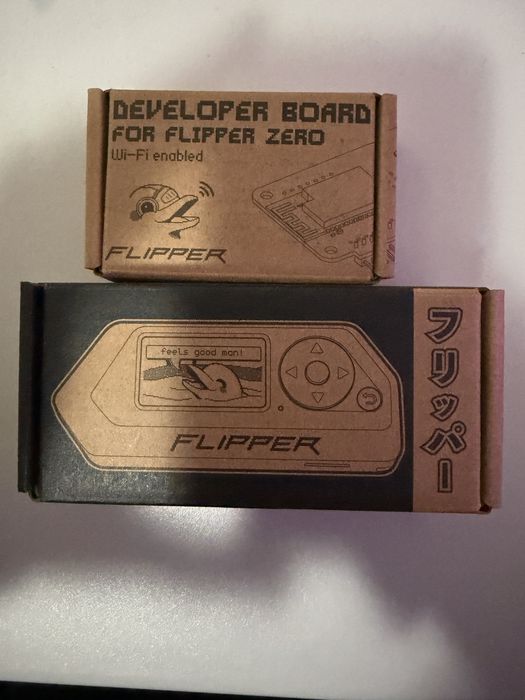 DEVELOPER BOARD
FOR FLIPPER ZERO
Wi-Fi enabled
FLIPPER
feels good man!
FLIPPER
フリッパー